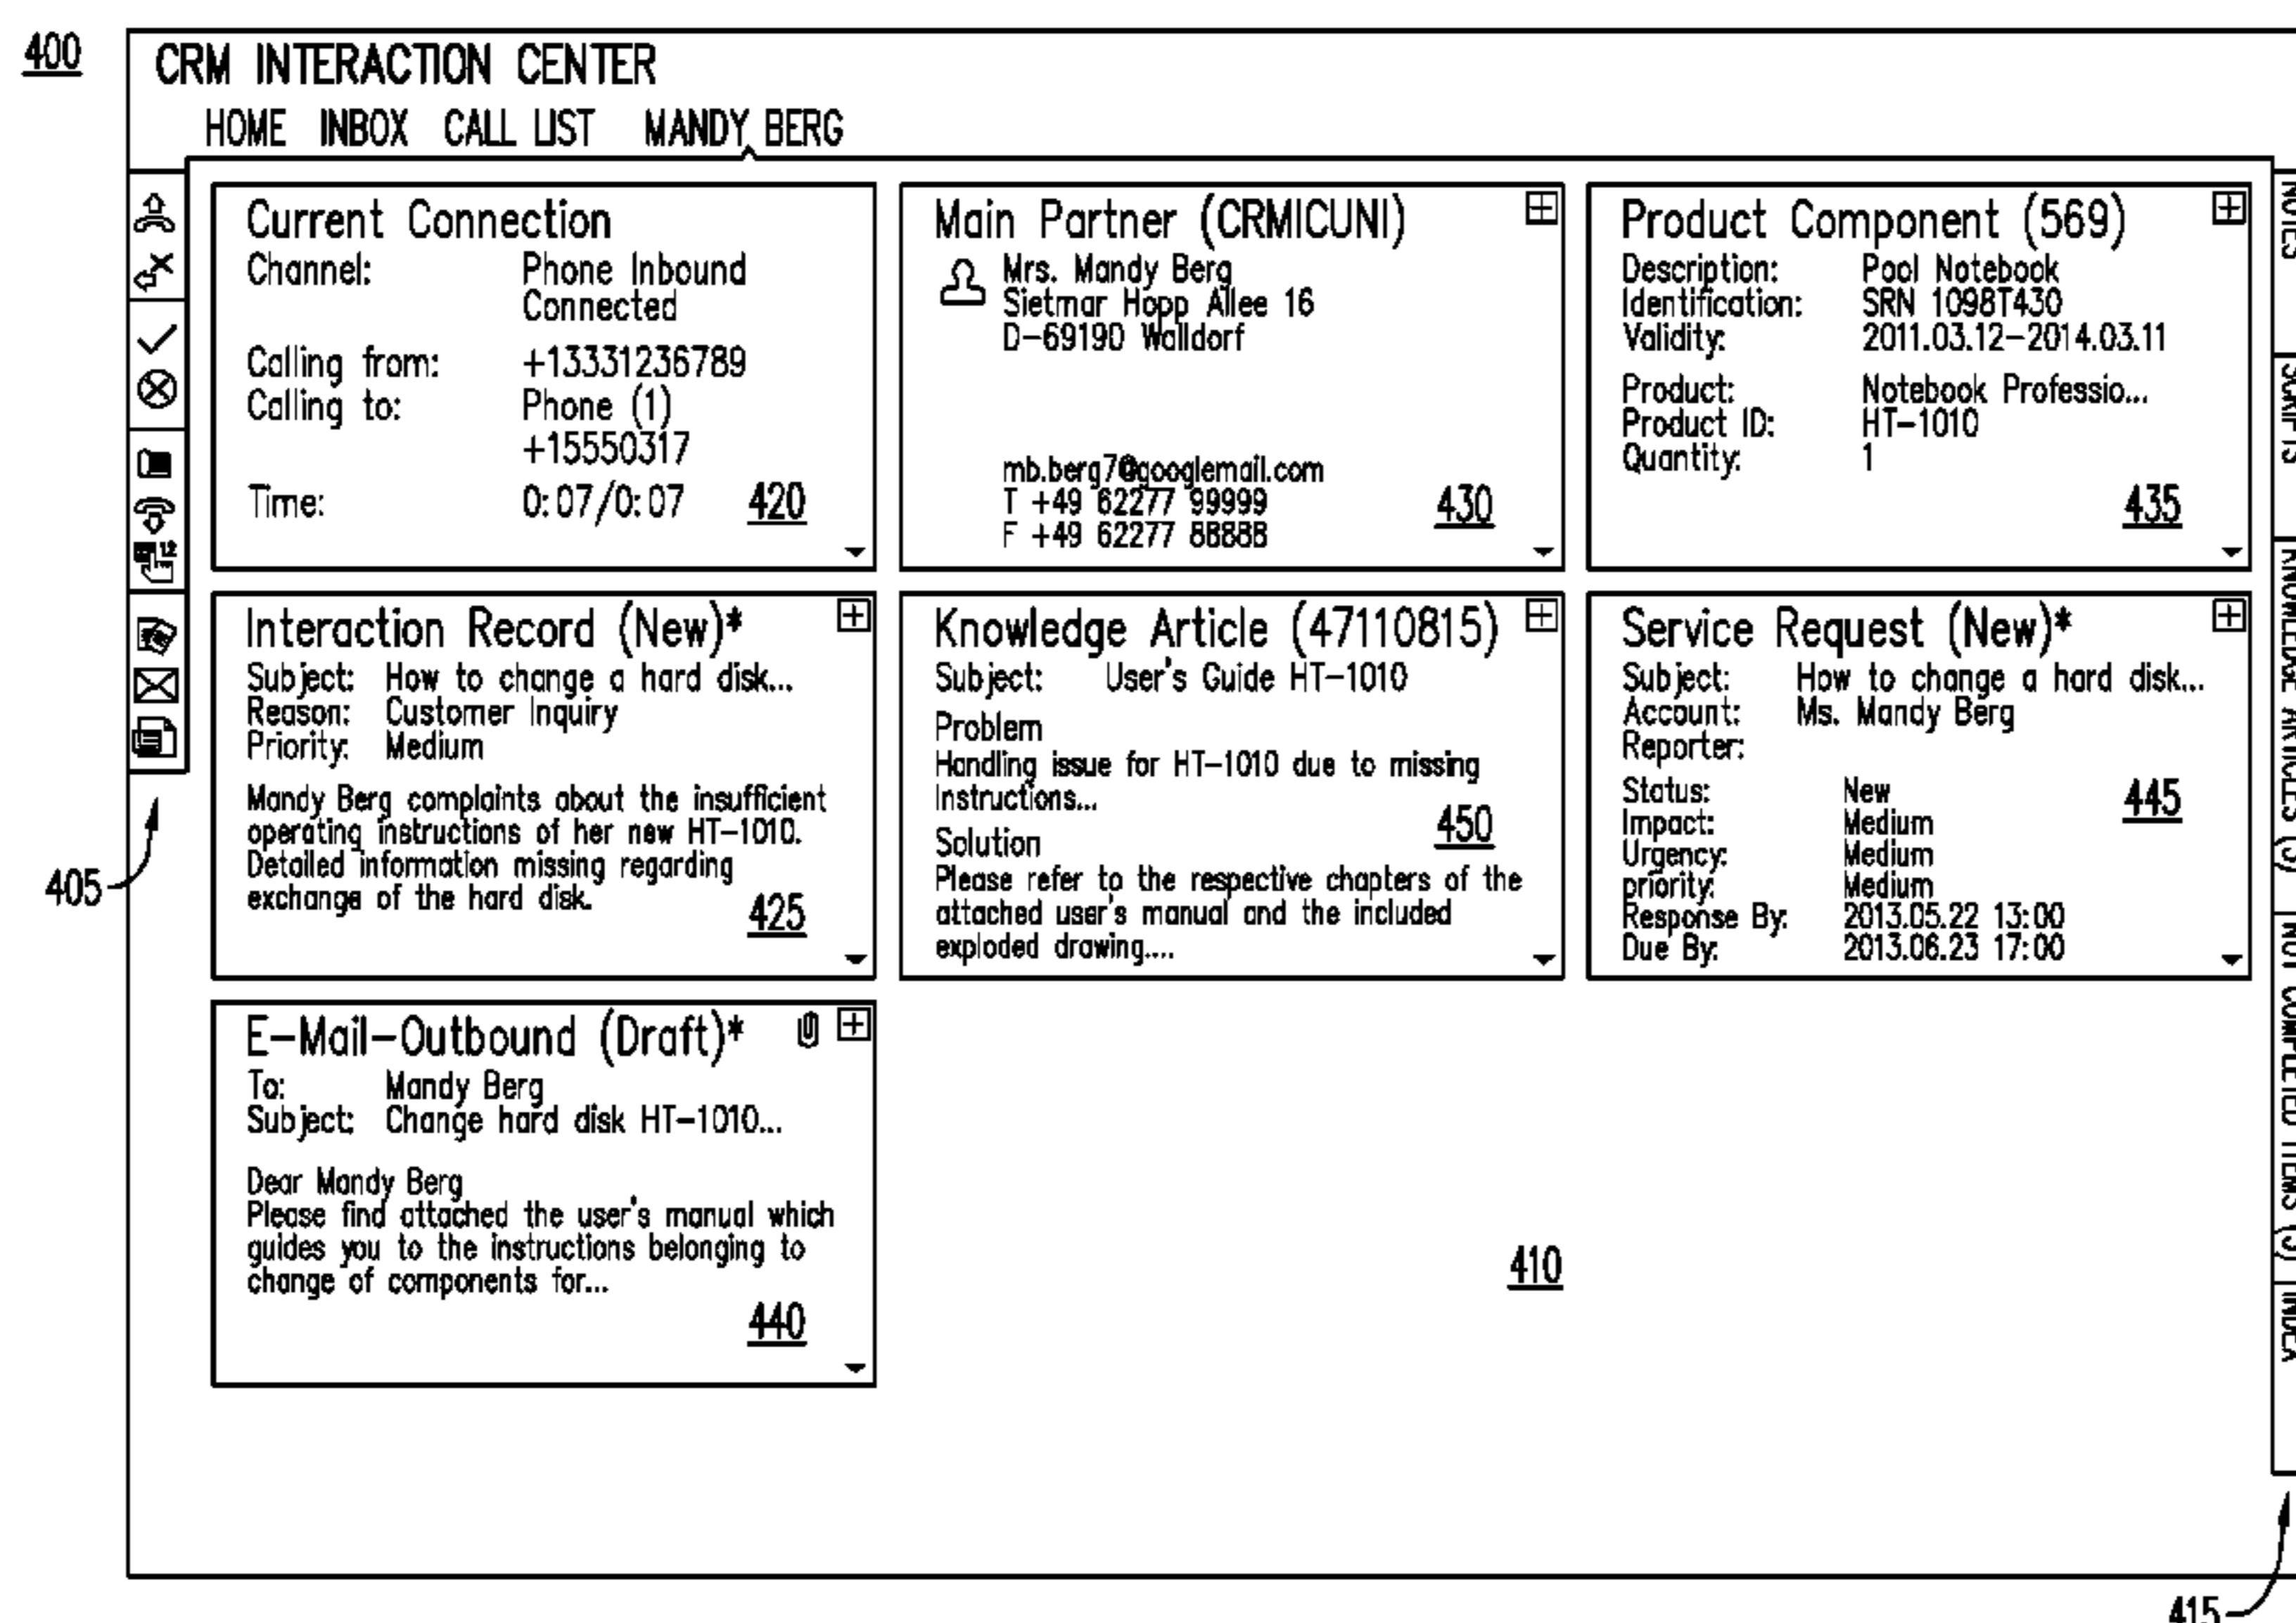 400
CRM INTERACTION CENTER
HOME INBOX CALL LIST MANDY BERG
Current Connection
Channel: Phone Inbound
Connected
Calling from: +13331236789
Calling to: Phone (1)
+15550317
Time: 0:07/0:07 420
Main Partner (CRMICUNI)
Mrs. Mandy Berg
Sietmar Hopp Allee 16
D-69190 Walldorf
mb.berg7@googlemail.com
T +49 62277 99999
F +49 62277 88888
430
Product Component (569)
Description: Pool Notebook
Identification: SRN 1098T430
Validity: 2011.03.12-2014.03.11
Product: Notebook Professio...
Product ID: HT-1010
Quantity: 1
435
Interaction Record (New)*
Subject: How to change a hard disk...
Reason: Customer Inquiry
Priority: Medium
Mandy Berg complaints about the insufficient
operating instructions of her new HT-1010.
Detailed information missing regarding
exchange of the hard disk.
425
Knowledge Article (47110815)
Subject: User's Guide HT-1010
Problem
Handling issue for HT-1010 due to missing
Instructions...
450
Solution
Please refer to the respective chapters of the
attached user's manual and the included
exploded drawing....
Service Request (New)*
Subject: How to change a hard disk...
Account: Ms. Mandy Berg
Reporter:
Status: New
445
Impact: Medium
Urgency: Medium
priority: Medium
Response By: 2013.05.22 13:00
Due By: 2013.06.23 17:00
E-Mail-Outbound (Draft)*
To: Mandy Berg
Subject: Change hard disk HT-1010...
Dear Mandy Berg
Please find attached the user's manual which
guides you to the instructions belonging to
change of components for...
440
410
405
12
NOTES
SCRIPTS
KNOWLEDGE ARTICLES
NOT COMPLETED ITEMS
INDEX
415